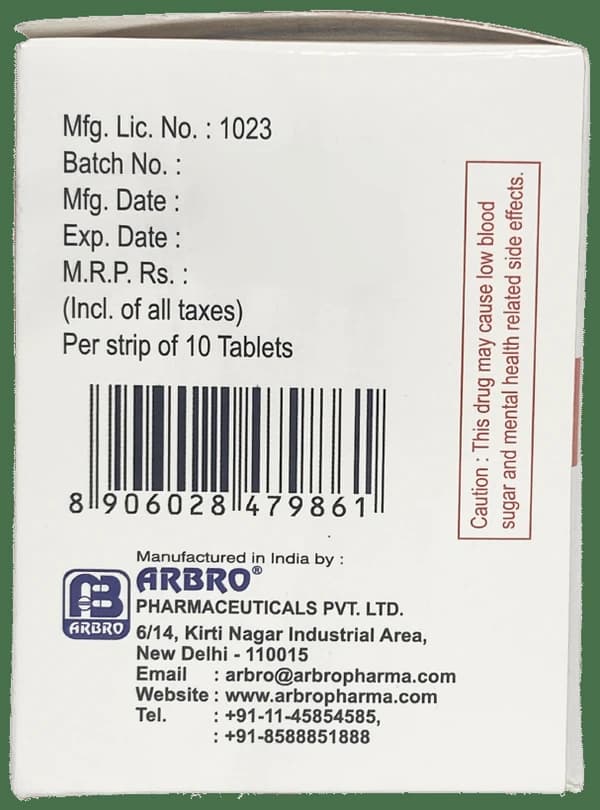 Mfg. Lic. No. : 1023
Batch No. :
Mfg. Date :
Exp. Date :
M.R.P. Rs. :
(Incl. of all taxes)
Per strip of 10 Tablets
8 906028 479861
Caution : This drug may cause low blood
sugar and mental health related side effects.
Manufactured in India by :
ARBRO®
PHARMACEUTICALS PVT. LTD.
AB
ARBRO
6/14, Kirti Nagar Industrial Area,
New Delhi - 110015
Email : arbro@arbropharma.com
Website : www.arbropharma.com
Tel. : +91-11-45854585,
: +91-8588851888